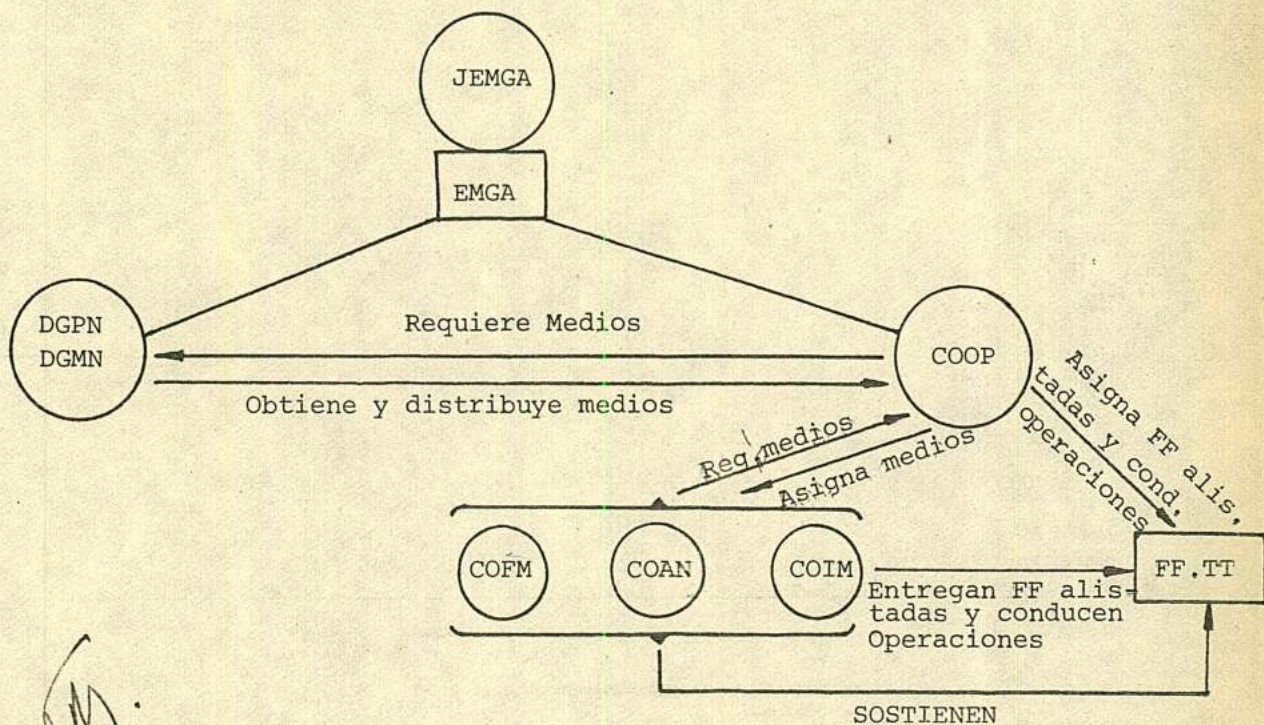 JEMGA
EMGA
DGPN
DGMN
Requiere Medios
COOP
Obtiene y distribuye medios
Asigna FF alis,
tadas y cond,
operaciones
Req. medios
Asigna medios
COFM
COAN
COIM
FF.TT
Entregan FF alis-
tadas y conducen
Operaciones
SOSTIENEN